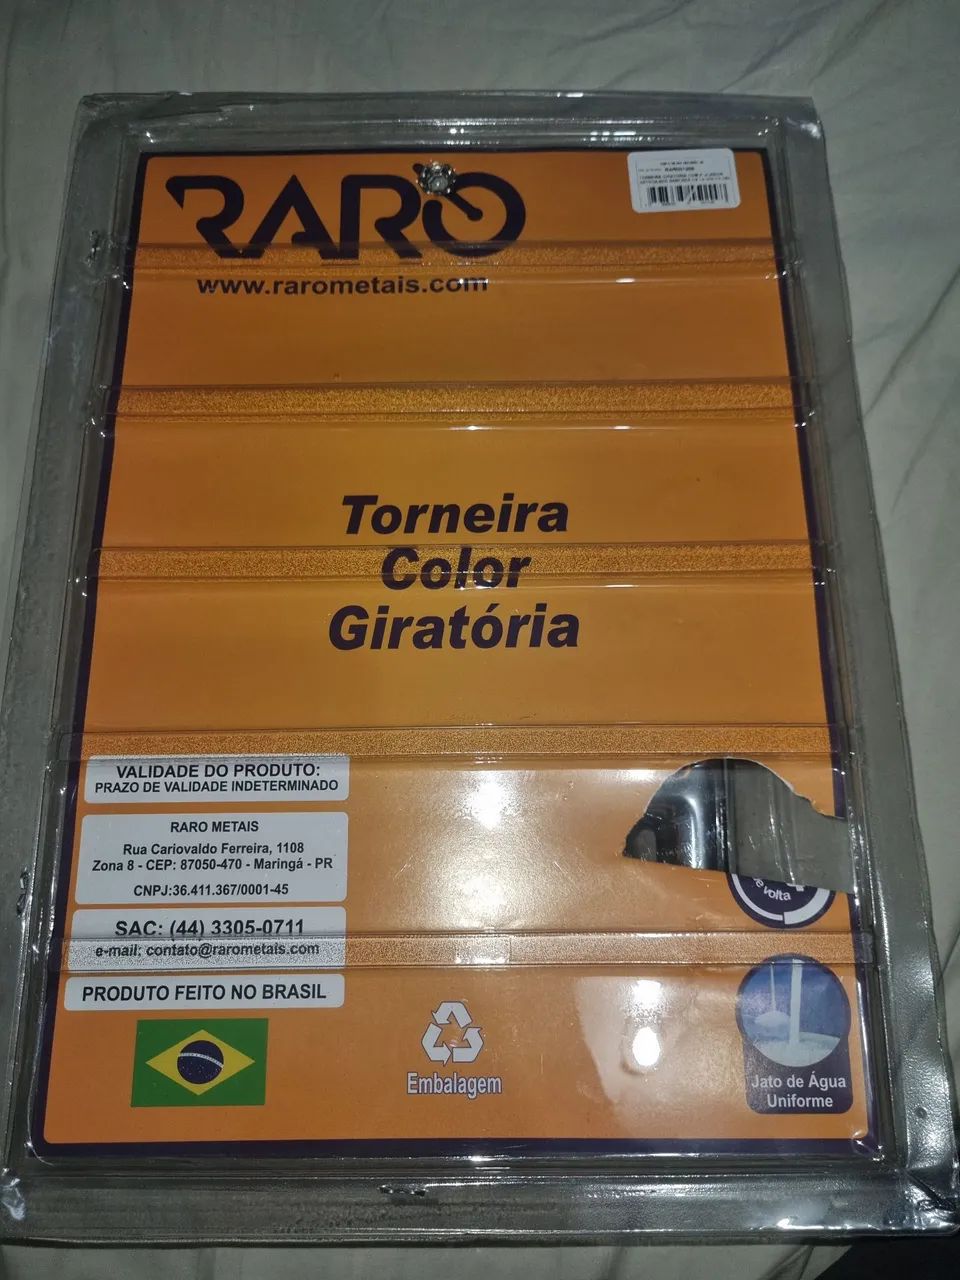 RARO
www.rarometais.com
Torneira
Color
Giratória
VALIDADE DO PRODUTO:
PRAZO DE VALIDADE INDETERMINADO
RARO METAIS
Rua Cariovaldo Ferreira, 1108
Zona 8 - CEP: 87050-470 - Maringá - PR
CNPJ:36.411.367/0001-45
SAC: (44) 3305-0711
e-mail: contato@rarometais.com
PRODUTO FEITO NO BRASIL
Embalagem
volta
Jato de Água
Uniforme